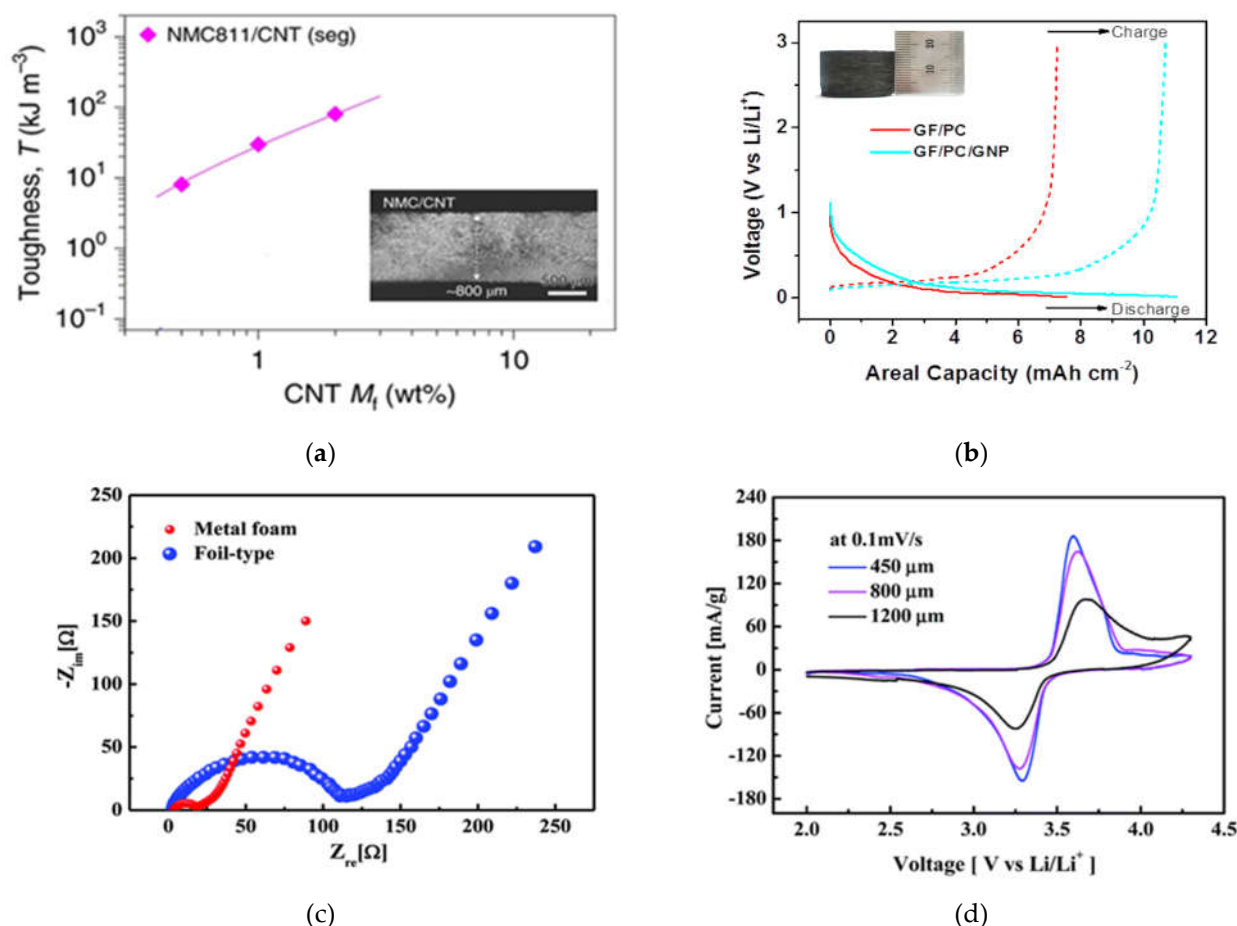 10³
10²
10¹
10⁰
10⁻¹
Toughness, T (kJ m⁻³)
NMC811/CNT (seg)
NMC/CNT
~800 μm
500 μm
1
10
CNT Mf (wt%)
(a)
3
2
1
0
Voltage (V vs Li/Li⁺)
Charge
GF/PC
GF/PC/GNP
Discharge
0 2 4 6 8 10 12
Areal Capacity (mAh cm⁻²)
(b)
250
200
150
100
50
0
-Zim[Ω]
Metal foam
Foil-type
0 50 100 150 200 250
Zre[Ω]
(c)
240
180
120
60
0
-60
-120
-180
Current [mA/g]
at 0.1mV/s
450 μm
800 μm
1200 μm
2.0 2.5 3.0 3.5 4.0 4.5
Voltage [ V vs Li/Li⁺ ]
(d)